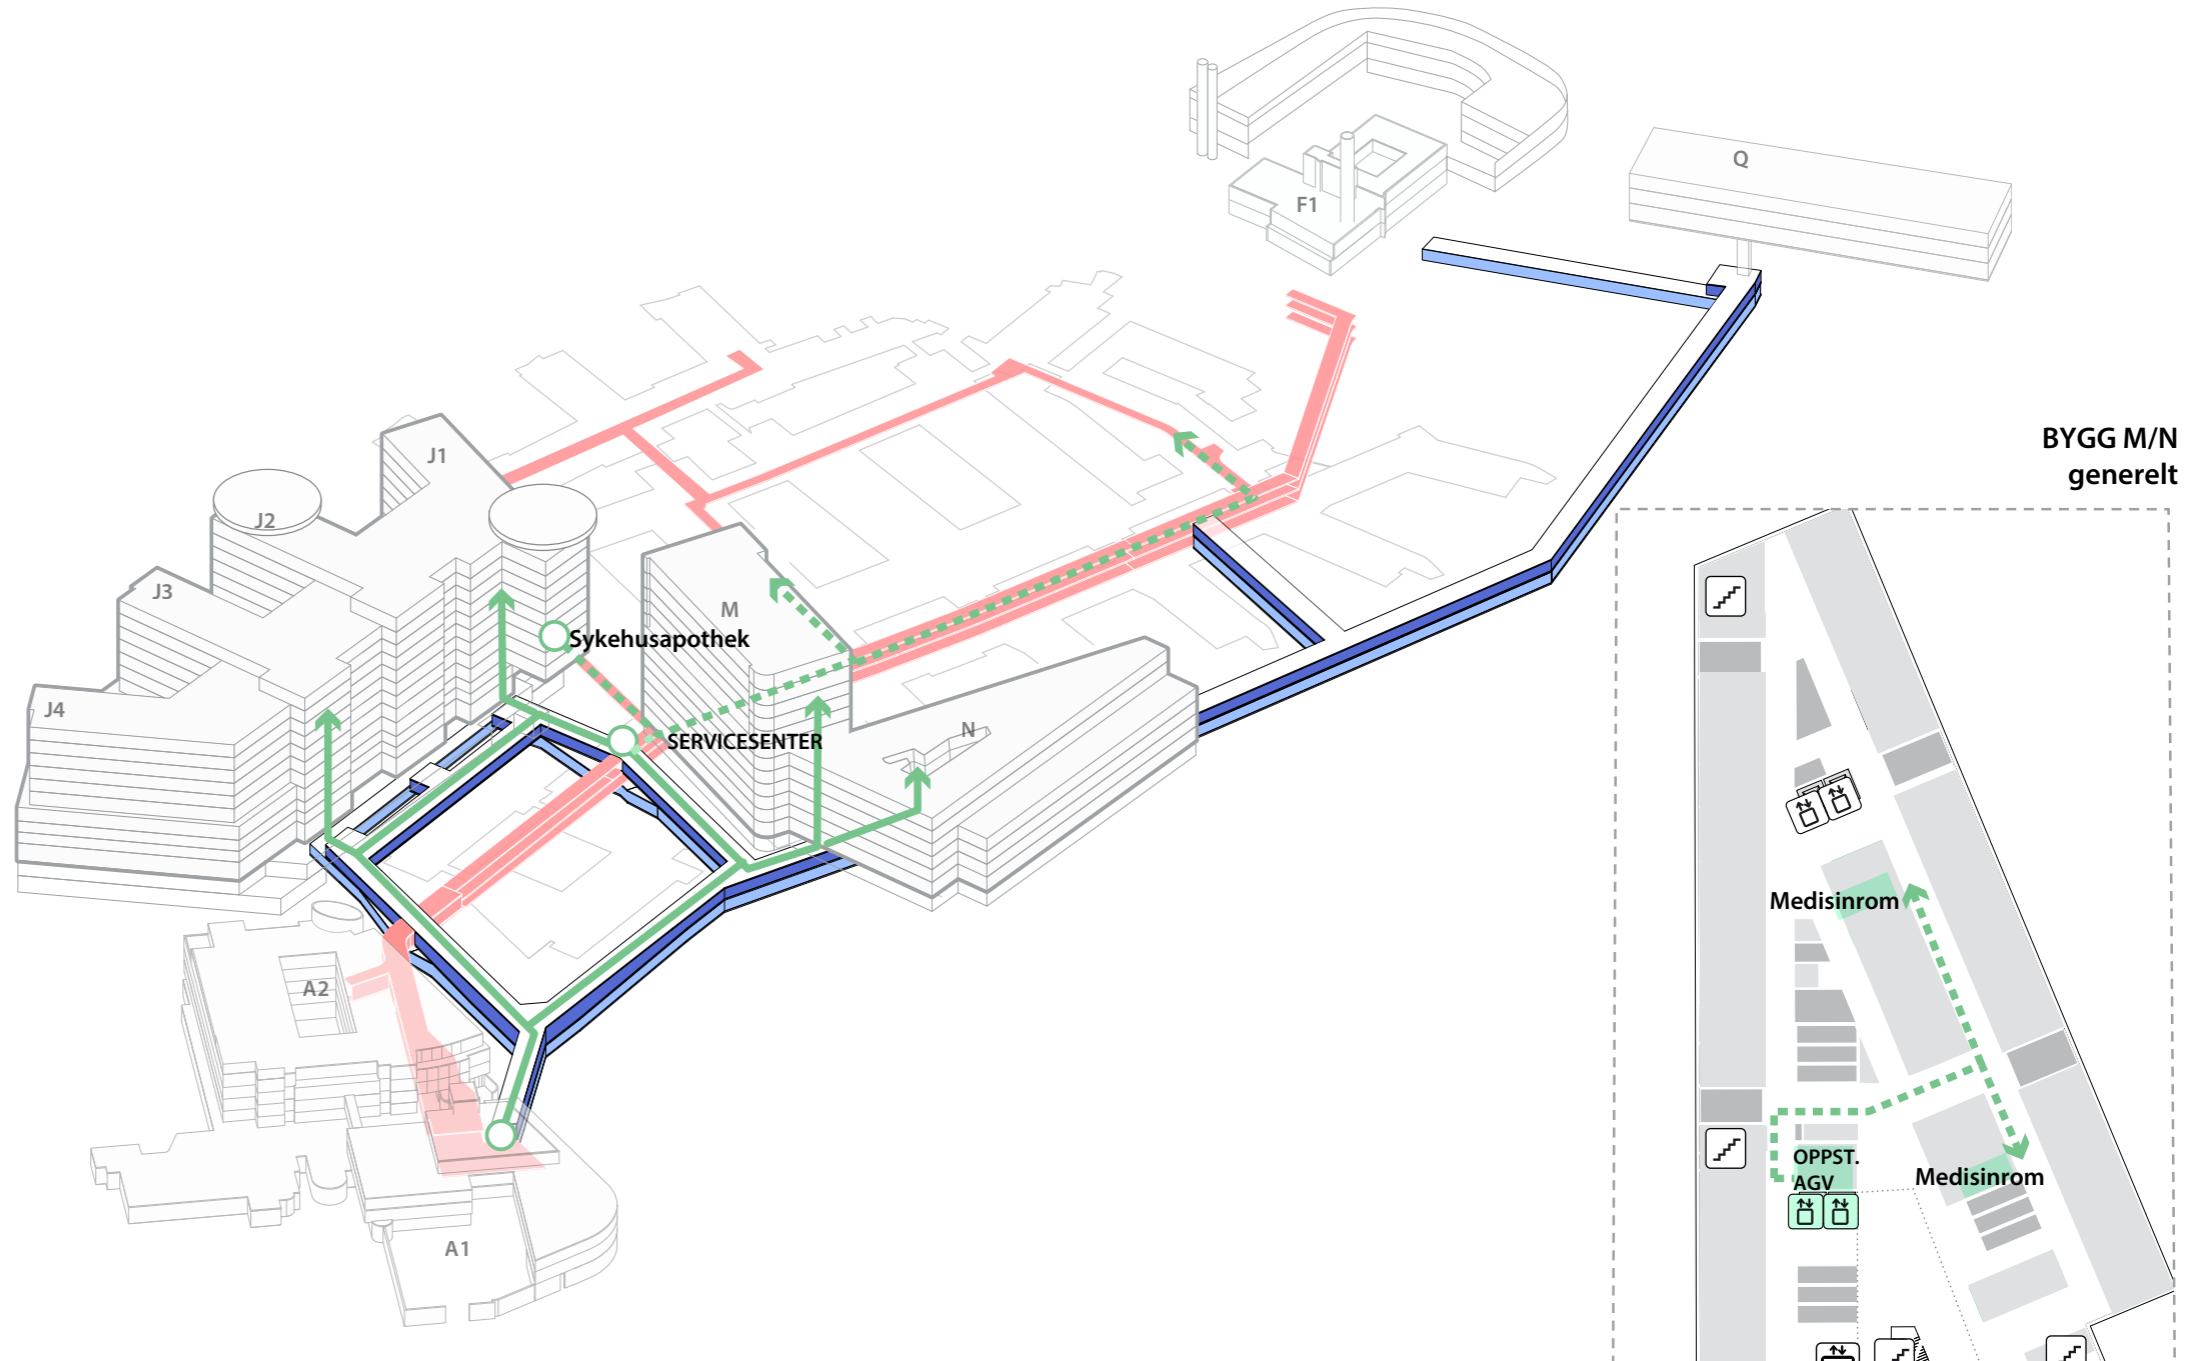 Q
F1
BYGG M/N
generelt
J1
J2
J3
M
Sykehusapothek
J4
N
SERVICESENTER
Medisinrom
A2
OPPST.
AGV
Medisinrom
A1